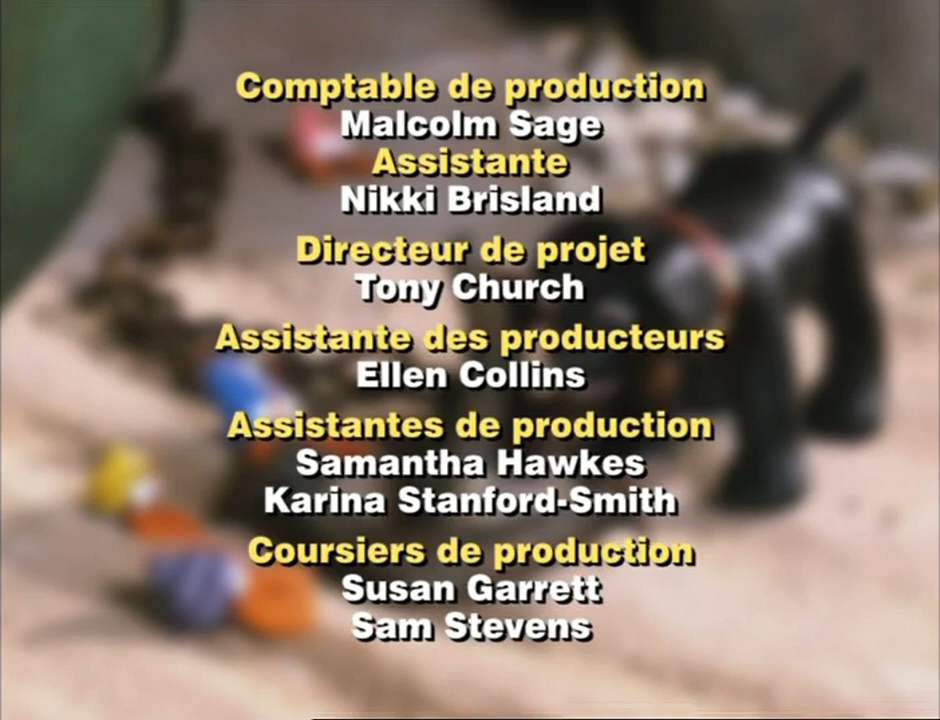 Comptable de production
Malcolm Sage
Assistante
Nikki Brisland
Directeur de projet
Tony Church
Assistante des producteurs
Ellen Collins
Assistantes de production
Samantha Hawkes
Karina Stanford-Smith
Coursiers de production
Susan Garrett
Sam Stevens